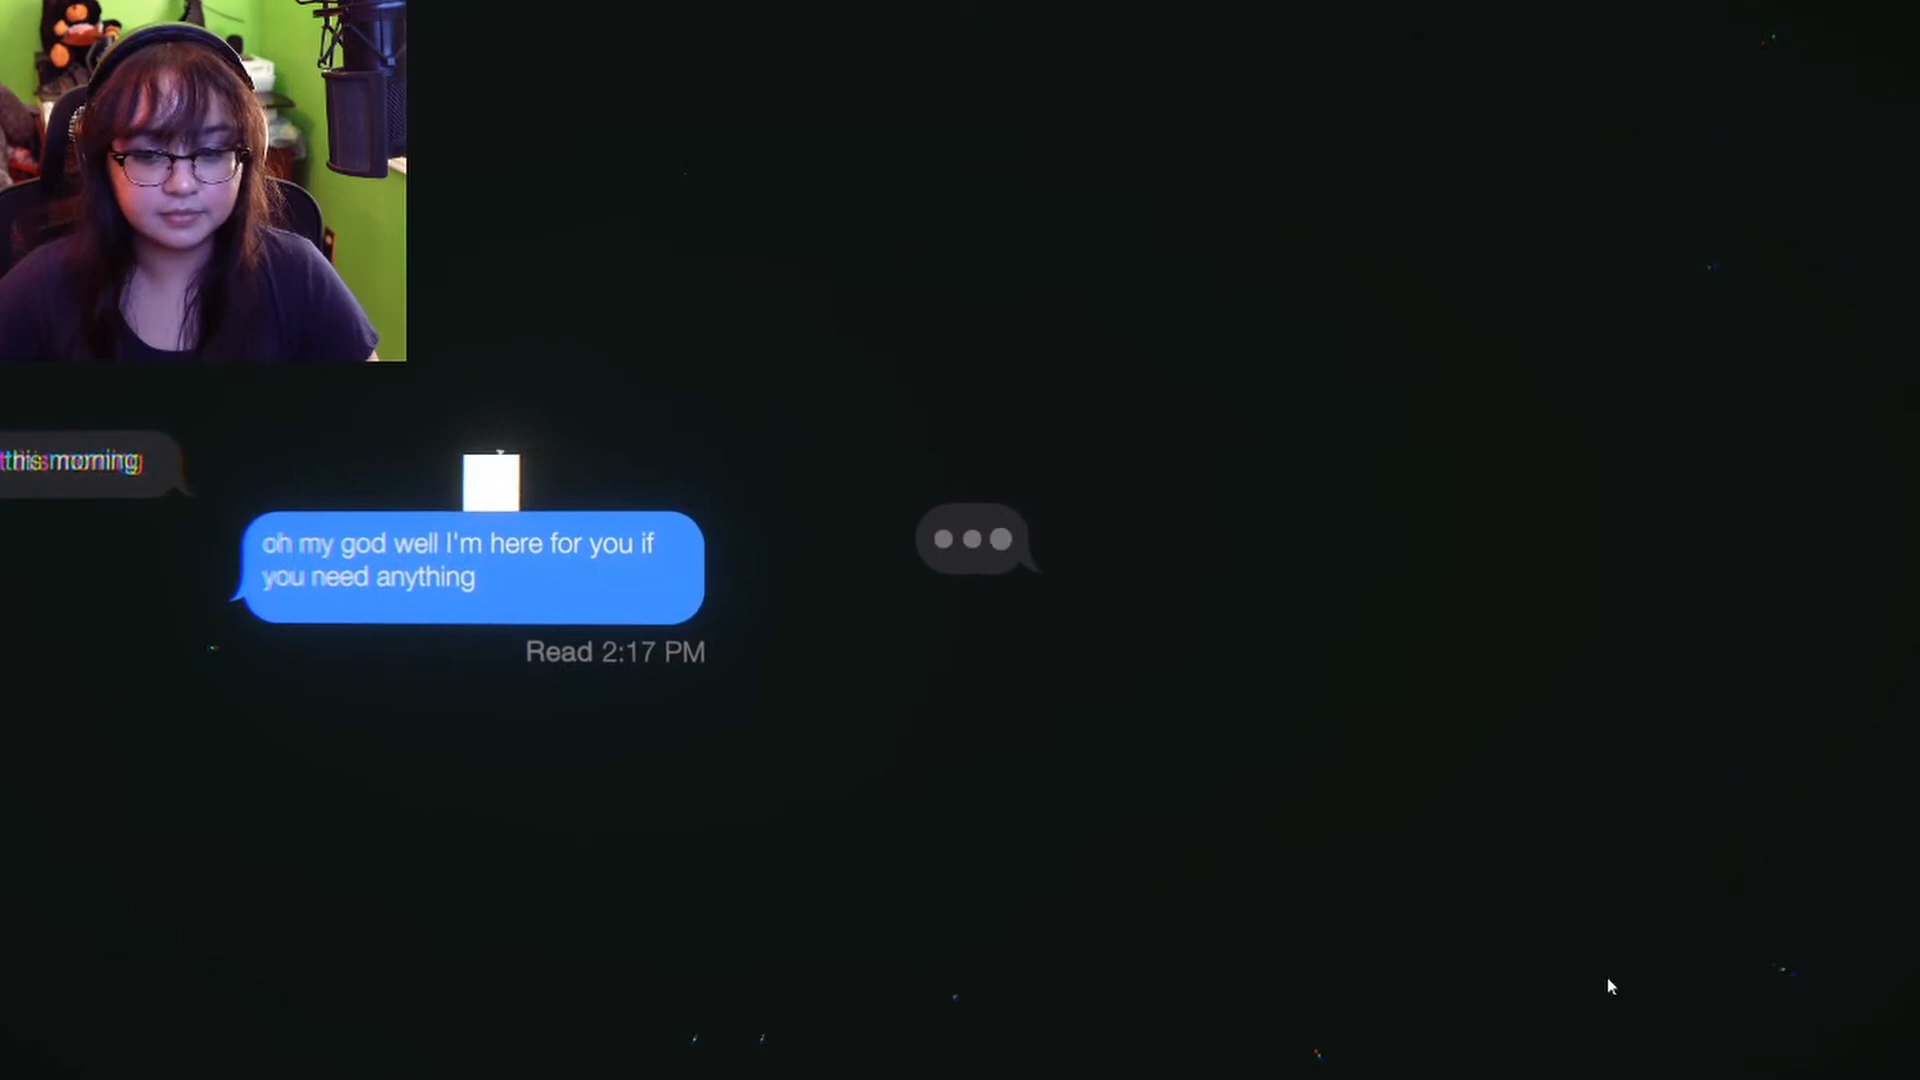 this morning
oh my god well I'm here for you if
you need anything
Read 2:17 PM